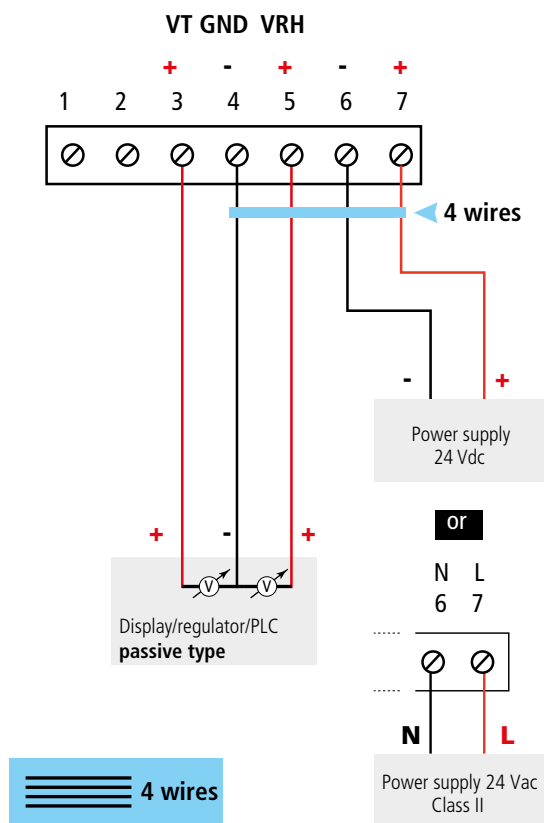 VT GND VRH
+ - + - +
1 2 3 4 5 6 7
4 wires
- +
Power supply
24 Vdc
or
+ - +
V V
Display/regulator/PLC
passive type
N L
6 7
N L
Power supply 24 Vac
Class II
4 wires